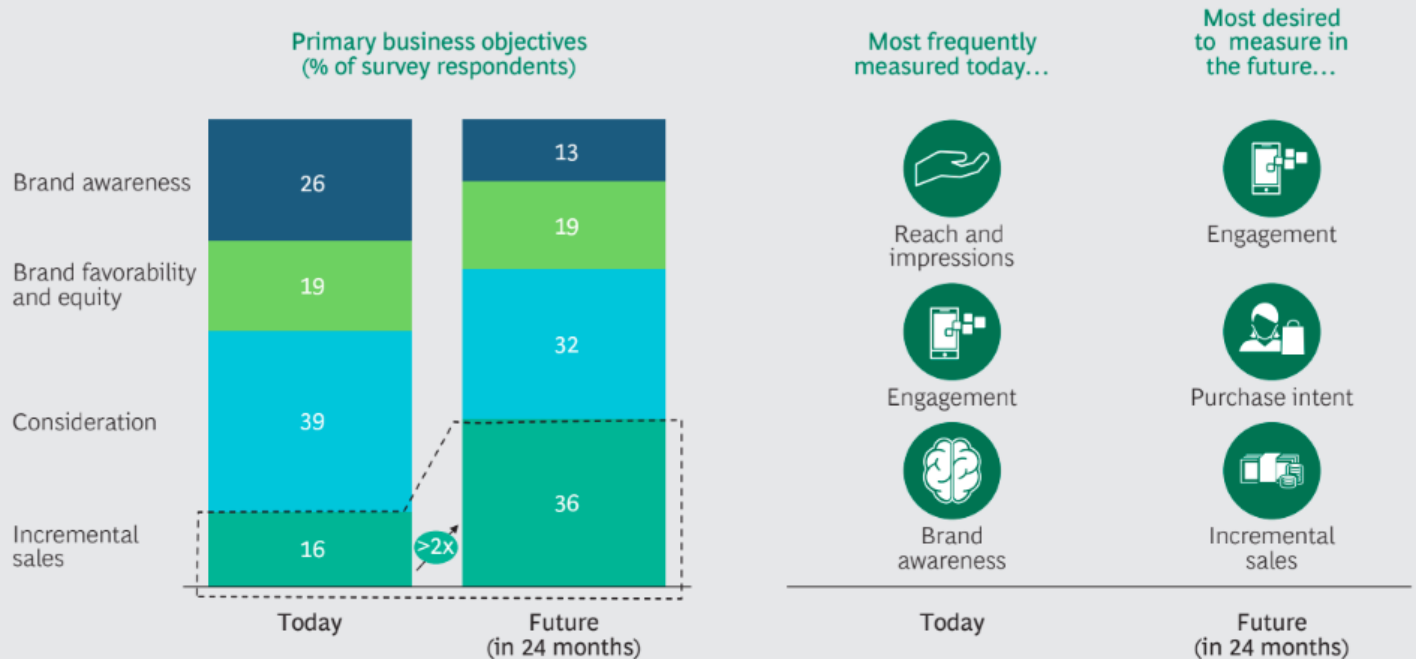 Primary business objectives
(% of survey respondents)
Brand awareness
Brand favorability
and equity
Consideration
Incremental
sales
26
19
39
16
>2x
13
19
32
36
Today
Future
(in 24 months)
Most frequently
measured today...
Most desired
to measure in
the future...
Reach and
impressions
Engagement
Engagement
Purchase intent
Brand
awareness
Incremental
sales
Today
Future
(in 24 months)